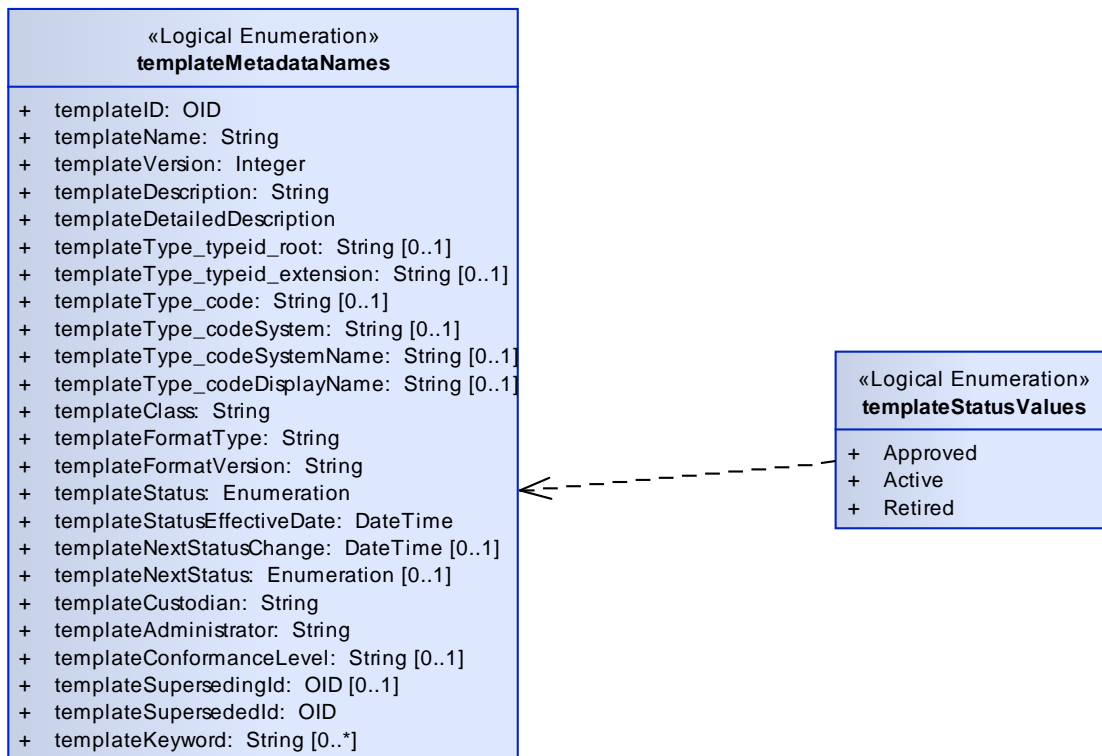 «Logical Enumeration»
templateMetadataNames
+ templateID: OID
+ templateName: String
+ templateVersion: Integer
+ templateDescription: String
+ templateDetailedDescription
+ templateType_typeid_root: String [0..1]
+ templateType_typeid_extension: String [0..1]
+ templateType_code: String [0..1]
+ templateType_codeSystem: String [0..1]
+ templateType_codeSystemName: String [0..1]
+ templateType_codeDisplayName: String [0..1]
+ templateClass: String
+ templateFormatType: String
+ templateFormatVersion: String
+ templateStatus: Enumeration
+ templateStatusEffectiveDate: DateTime
+ templateNextStatusChange: DateTime [0..1]
+ templateNextStatus: Enumeration [0..1]
+ templateCustodian: String
+ templateAdministrator: String
+ templateConformanceLevel: String [0..1]
+ templateSupersedingId: OID [0..1]
+ templateSupersededId: OID
+ templateKeyword: String [0..*]
«Logical Enumeration»
templateStatusValues
+ Approved
+ Active
+ Retired